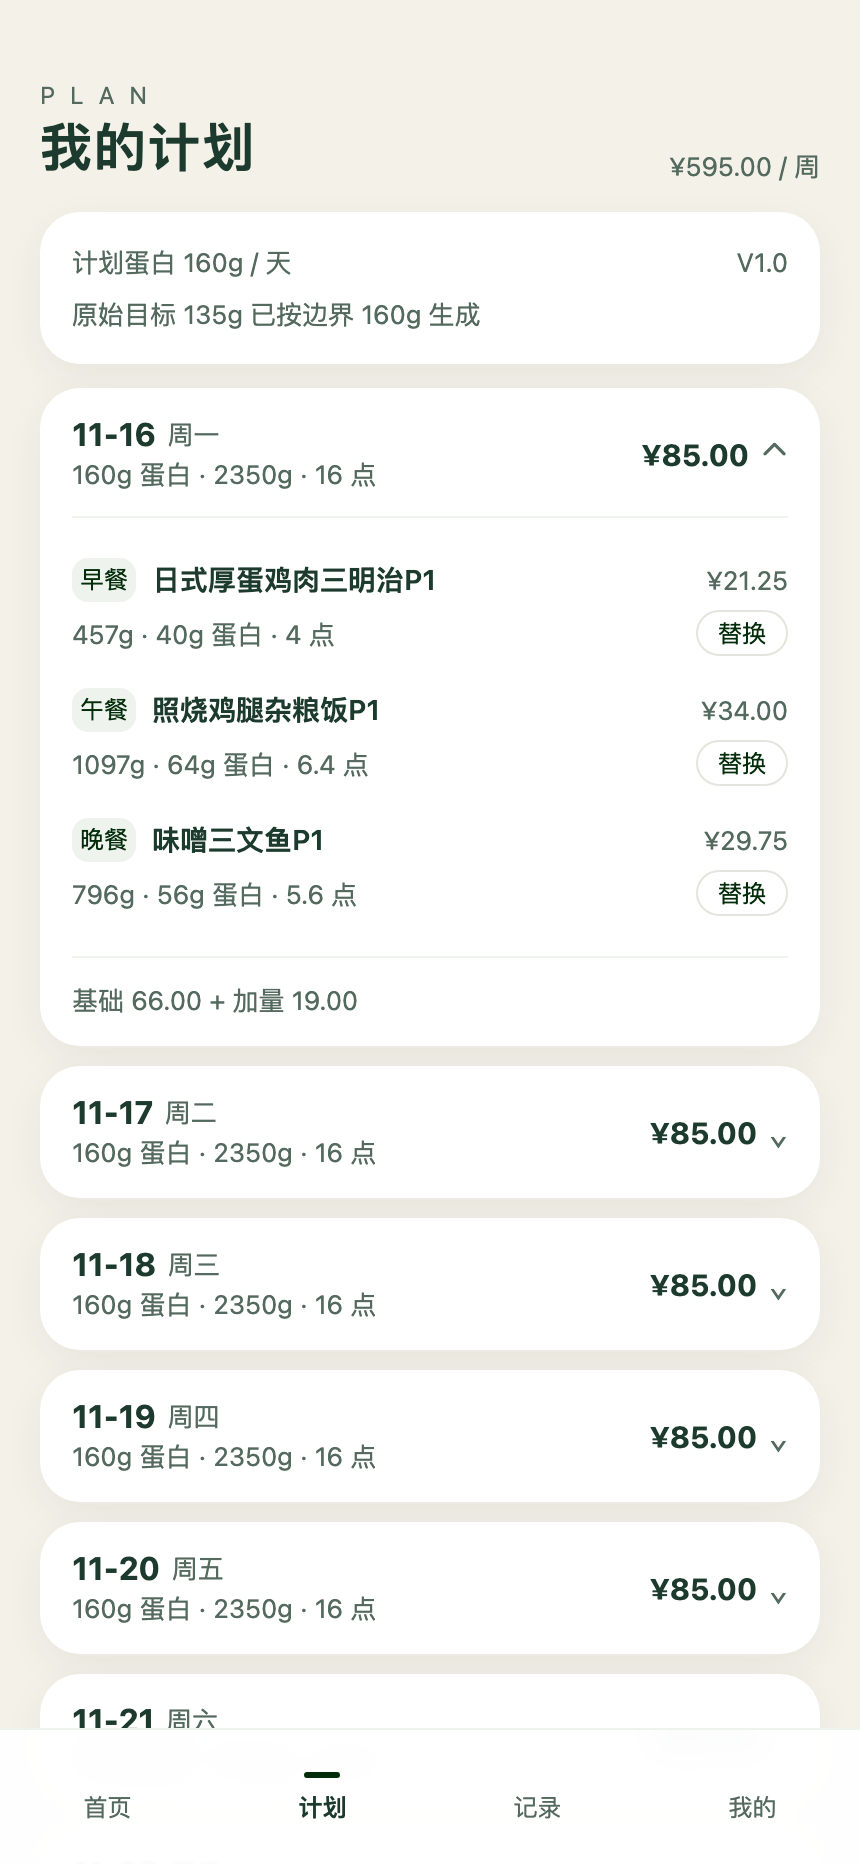 PLAN
我的计划
¥595.00 / 周
计划蛋白 160g / 天
V1.0
原始目标 135g 已按边界 160g 生成
11-16 周一
¥85.00
160g 蛋白 · 2350g · 16 点
早餐 日式厚蛋鸡肉三明治P1
¥21.25
457g · 40g 蛋白 · 4 点
替换
午餐 照烧鸡腿杂粮饭P1
¥34.00
1097g · 64g 蛋白 · 6.4 点
替换
晚餐 味噌三文鱼P1
¥29.75
796g · 56g 蛋白 · 5.6 点
替换
基础 66.00 + 加量 19.00
11-17 周二
¥85.00
160g 蛋白 · 2350g · 16 点
11-18 周三
¥85.00
160g 蛋白 · 2350g · 16 点
11-19 周四
¥85.00
160g 蛋白 · 2350g · 16 点
11-20 周五
¥85.00
160g 蛋白 · 2350g · 16 点
11-21 周六
首页
计划
记录
我的